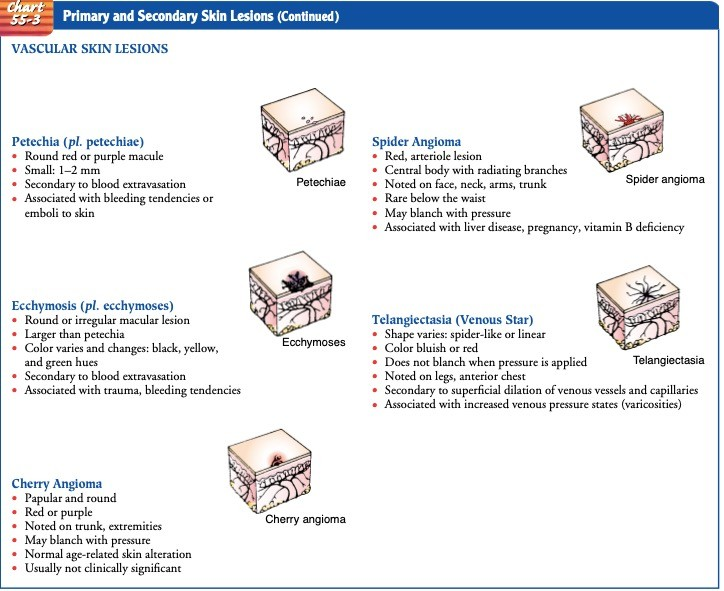 Chart
55-3
Primary and Secondary Skin Lesions (Continued)
VASCULAR SKIN LESIONS
Petechia (pl. petechiae)
• Round red or purple macule
• Small: 1–2 mm
• Secondary to blood extravasation
• Associated with bleeding tendencies or
emboli to skin
Petechiae
Spider Angioma
• Red, arteriole lesion
• Central body with radiating branches
• Noted on face, neck, arms, trunk
• Rare below the waist
• May blanch with pressure
• Associated with liver disease, pregnancy, vitamin B deficiency
Spider angioma
Ecchymosis (pl. ecchymoses)
• Round or irregular macular lesion
• Larger than petechia
• Color varies and changes: black, yellow,
and green hues
• Secondary to blood extravasation
• Associated with trauma, bleeding tendencies
Ecchymoses
Telangiectasia (Venous Star)
• Shape varies: spider-like or linear
• Color bluish or red
• Does not blanch when pressure is applied
• Noted on legs, anterior chest
• Secondary to superficial dilation of venous vessels and capillaries
• Associated with increased venous pressure states (varicosities)
Telangiectasia
Cherry Angioma
• Papular and round
• Red or purple
• Noted on trunk, extremities
• May blanch with pressure
• Normal age-related skin alteration
• Usually not clinically significant
Cherry angioma